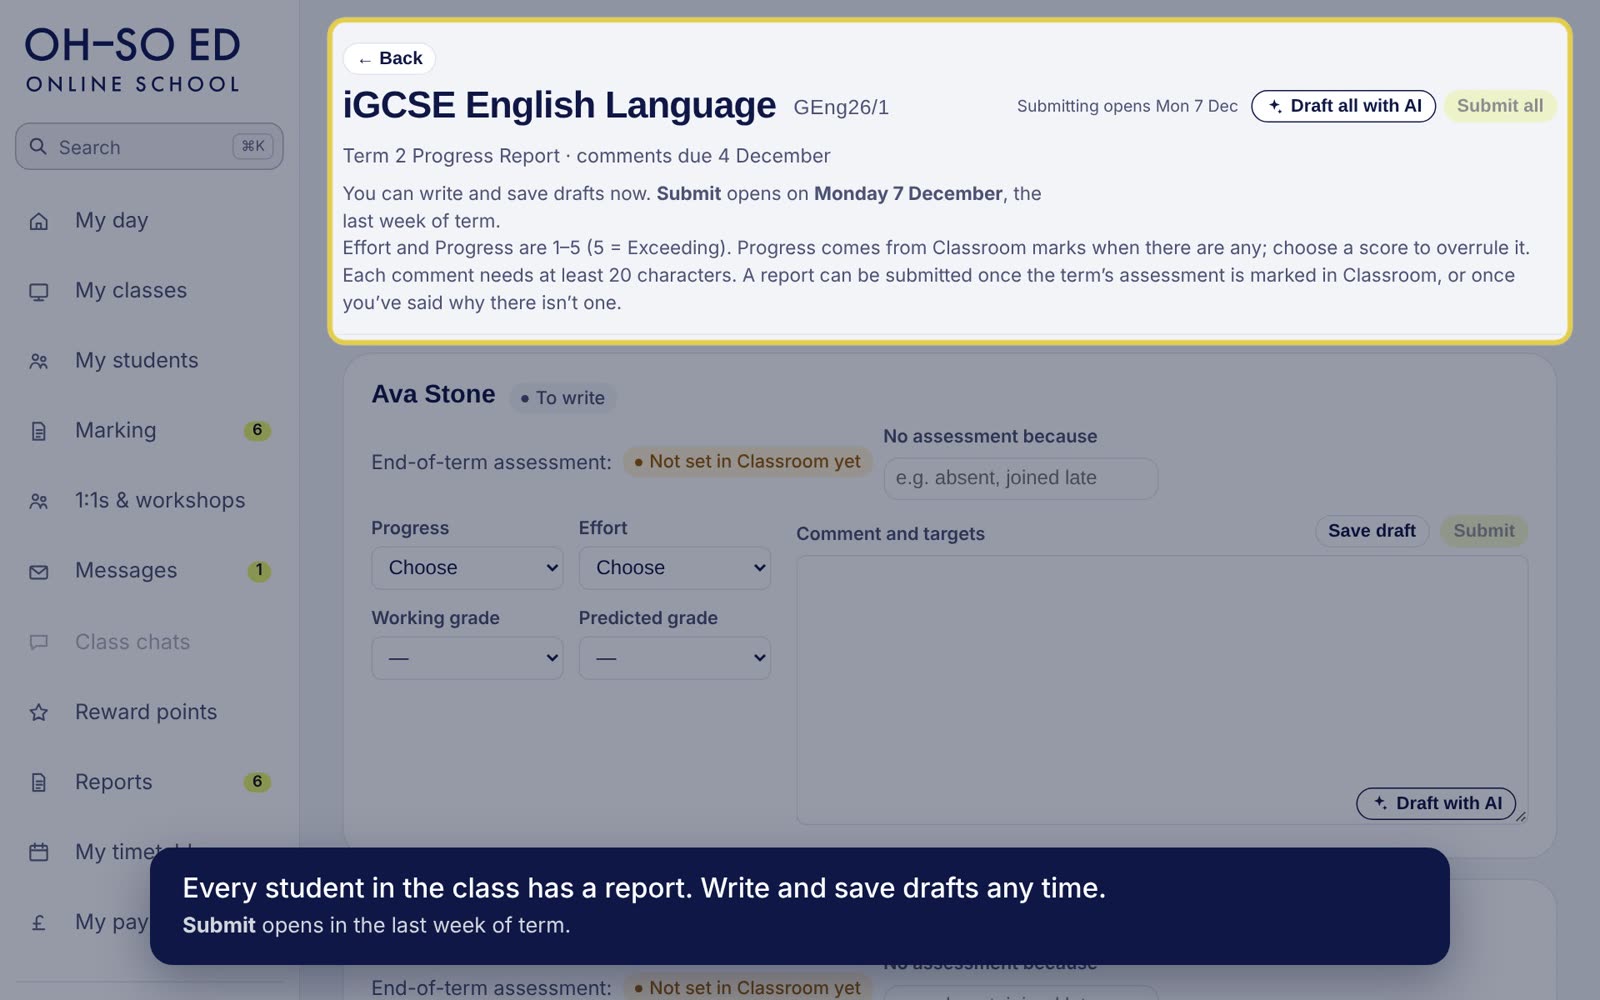 OH–SO ED
ONLINE SCHOOL
Search
⌘K
My day
My classes
My students
Marking
6
1:1s & workshops
Messages
1
Class chats
Reward points
Reports
6
My
My pay
← Back
iGCSE English Language GEng26/1
Submitting opens Mon 7 Dec
Draft all with AI
Submit all
Term 2 Progress Report · comments due 4 December
You can write and save drafts now. Submit opens on Monday 7 December, the
last week of term.
Effort and Progress are 1–5 (5 = Exceeding). Progress comes from Classroom marks when there are any; choose a score to overrule it.
Each comment needs at least 20 characters. A report can be submitted once the term’s assessment is marked in Classroom, or once
you’ve said why there isn’t one.
Ava Stone
• To write
No assessment because
End-of-term assessment:
• Not set in Classroom yet
e.g. absent, joined late
Progress
Effort
Comment and targets
Save draft
Submit
Choose
Choose
Working grade
Predicted grade
—
—
Draft with AI
Every student in the class has a report. Write and save drafts any time.
Submit opens in the last week of term.
No assessment because
End-of-term assessment:
• Not set in Classroom yet